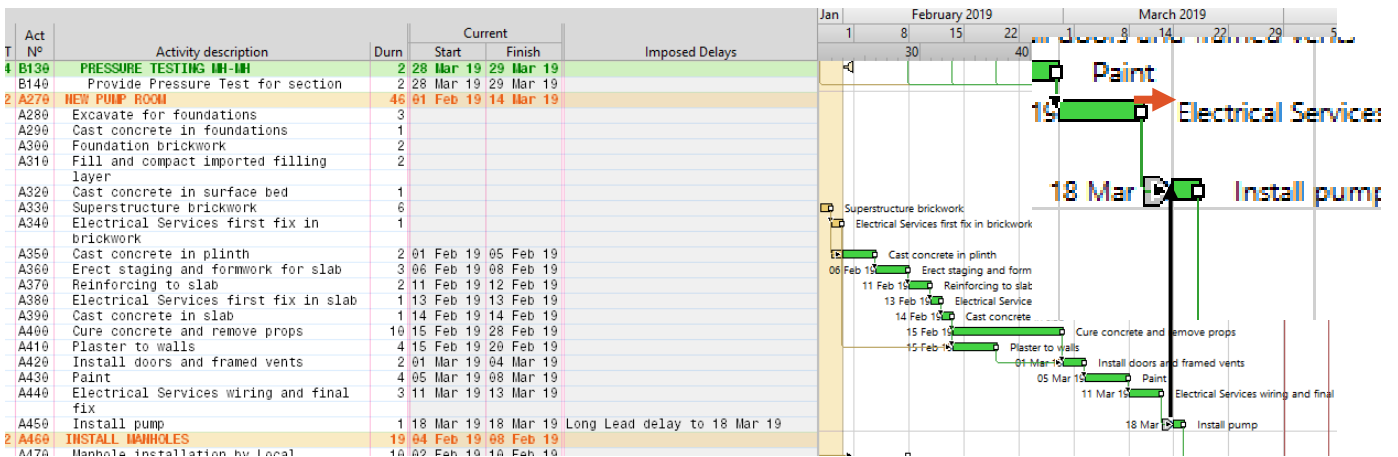 Jan February 2019 March 2019
Act Current 1 8 15 22 1 8 14 22 29 5
T Nº Activity description Durn Start Finish Imposed Delays 30 40
4 B130 PRESSURE TESTING MH-MH 2 28 Mar 19 29 Mar 19 Paint
B140 Provide Pressure Test for section 2 28 Mar 19 29 Mar 19
2 A270 NEW PUMP ROOM 46 01 Feb 19 14 Mar 19
A280 Excavate for foundations 3 19 Electrical Services
A290 Cast concrete in foundations 1
A300 Foundation brickwork 2
A310 Fill and compact imported filling 2
layer
A320 Cast concrete in surface bed 1 18 Mar Install pump
A330 Superstructure brickwork 6 Superstructure brickwork
A340 Electrical Services first fix in 1 Electrical Services first fix in brickwork
brickwork
A350 Cast concrete in plinth 2 01 Feb 19 05 Feb 19 Cast concrete in plinth
A360 Erect staging and formwork for slab 3 06 Feb 19 08 Feb 19 06 Feb 19 Erect staging and form
A370 Reinforcing to slab 2 11 Feb 19 12 Feb 19 11 Feb 19 Reinforcing to slab
A380 Electrical Services first fix in slab 1 13 Feb 19 13 Feb 19 13 Feb 19 Electrical Service
A390 Cast concrete in slab 1 14 Feb 19 14 Feb 19 14 Feb 19 Cast concrete
A400 Cure concrete and remove props 10 15 Feb 19 28 Feb 19 15 Feb 19 Cure concrete and remove props
A410 Plaster to walls 4 15 Feb 19 20 Feb 19 15 Feb 19 Plaster to walls
A420 Install doors and framed vents 2 01 Mar 19 04 Mar 19 01 Mar 19 Install doors and framed vents
A430 Paint 4 05 Mar 19 08 Mar 19 05 Mar 19 Paint
A440 Electrical Services wiring and final 3 11 Mar 19 13 Mar 19 11 Mar 19 Electrical Services wiring and final
fix
A450 Install pump 1 18 Mar 19 18 Mar 19 Long Lead delay to 18 Mar 19 18 Mar Install pump
2 A460 INSTALL MANHOLES 19 04 Feb 19 08 Feb 19
A470 Manhole installation by Local